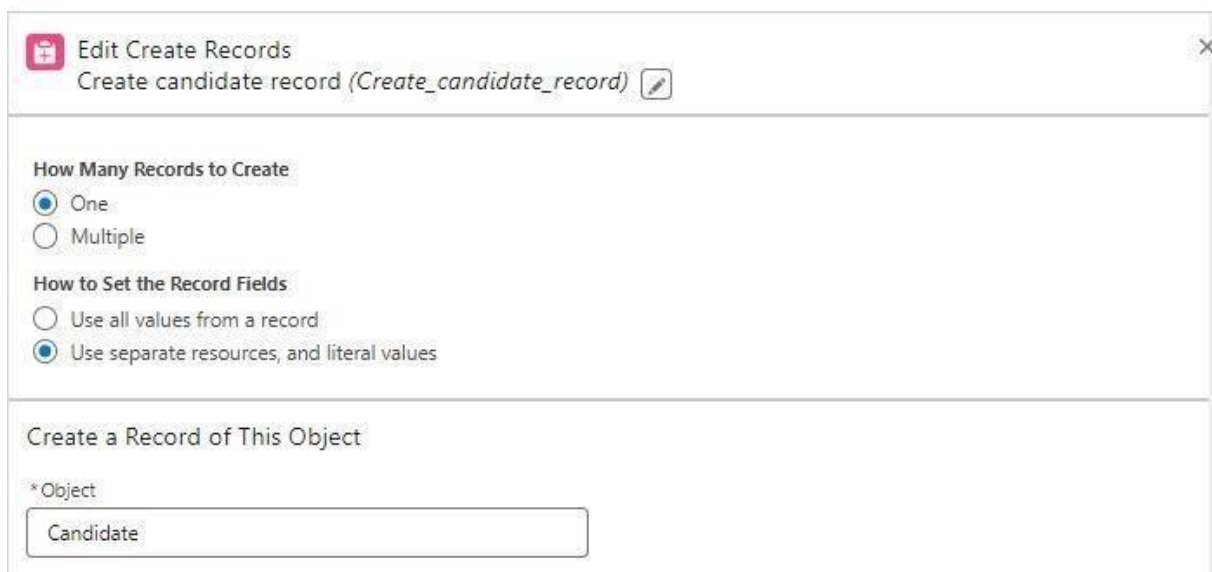 Edit Create Records
Create candidate record (Create_candidate_record)
How Many Records to Create
One
Multiple
How to Set the Record Fields
Use all values from a record
Use separate resources, and literal values
Create a Record of This Object
*Object
Candidate